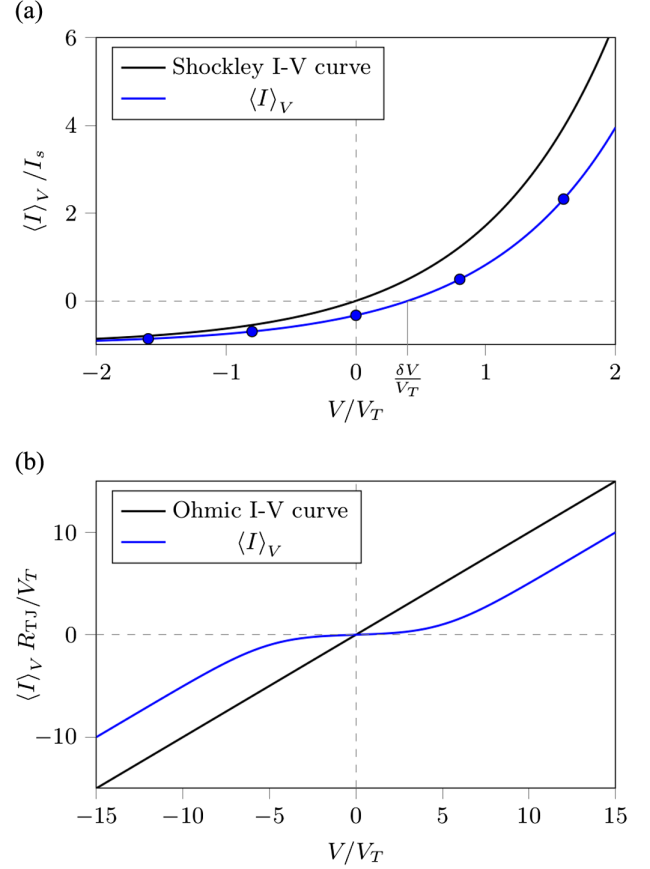 (a)
6
4
2
0
⟨I⟩_V /I_s
Shockley I-V curve
⟨I⟩_V
−2
−1
0
δV/V_T
1
2
V/V_T
(b)
10
0
−10
⟨I⟩_V R_TJ/V_T
Ohmic I-V curve
⟨I⟩_V
−15
−10
−5
0
5
10
15
V/V_T